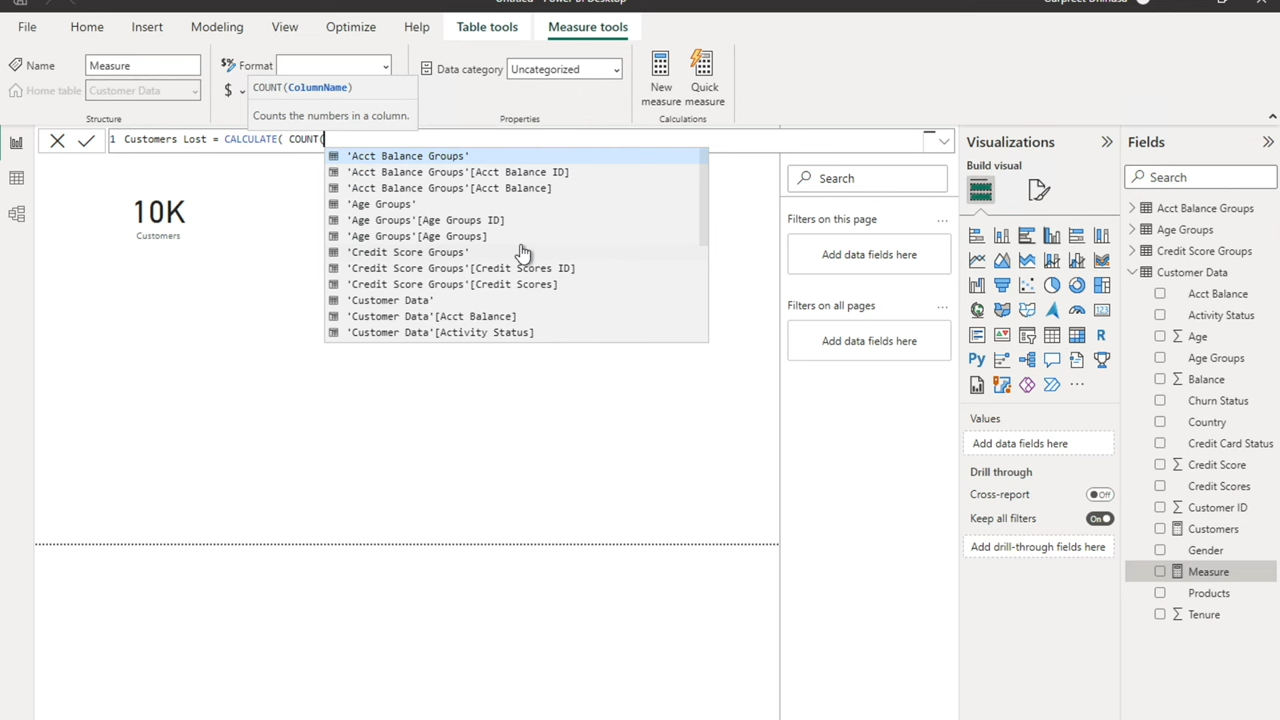 File
Home
Insert
Modeling
View
Optimize
Help
Table tools
Measure tools
Name
Measure
Home table
Customer Data
Structure
$% Format
$
COUNT(ColumnName)
Counts the numbers in a column.
Data category
Uncategorized
Properties
New
measure
Quick
measure
Calculations
1 Customers Lost = CALCULATE( COUNT(
'Acct Balance Groups'
'Acct Balance Groups'[Acct Balance ID]
'Acct Balance Groups'[Acct Balance]
'Age Groups'
'Age Groups'[Age Groups ID]
'Age Groups'[Age Groups]
'Credit Score Groups'
'Credit Score Groups'[Credit Scores ID]
'Credit Score Groups'[Credit Scores]
'Customer Data'
'Customer Data'[Acct Balance]
'Customer Data'[Activity Status]
10K
Customers
Search
Filters on this page
...
Add data fields here
Filters on all pages
...
Add data fields here
Visualizations
Build visual
123
R
Py
...
Values
Add data fields here
Drill through
Cross-report
Off
Keep all filters
On
Add drill-through fields here
Fields
Search
Acct Balance Groups
Age Groups
Credit Score Groups
Customer Data
Acct Balance
Activity Status
∑ Age
Age Groups
∑ Balance
Churn Status
Country
Credit Card Status
∑ Credit Score
Credit Scores
∑ Customer ID
Customers
Gender
Measure
Products
∑ Tenure